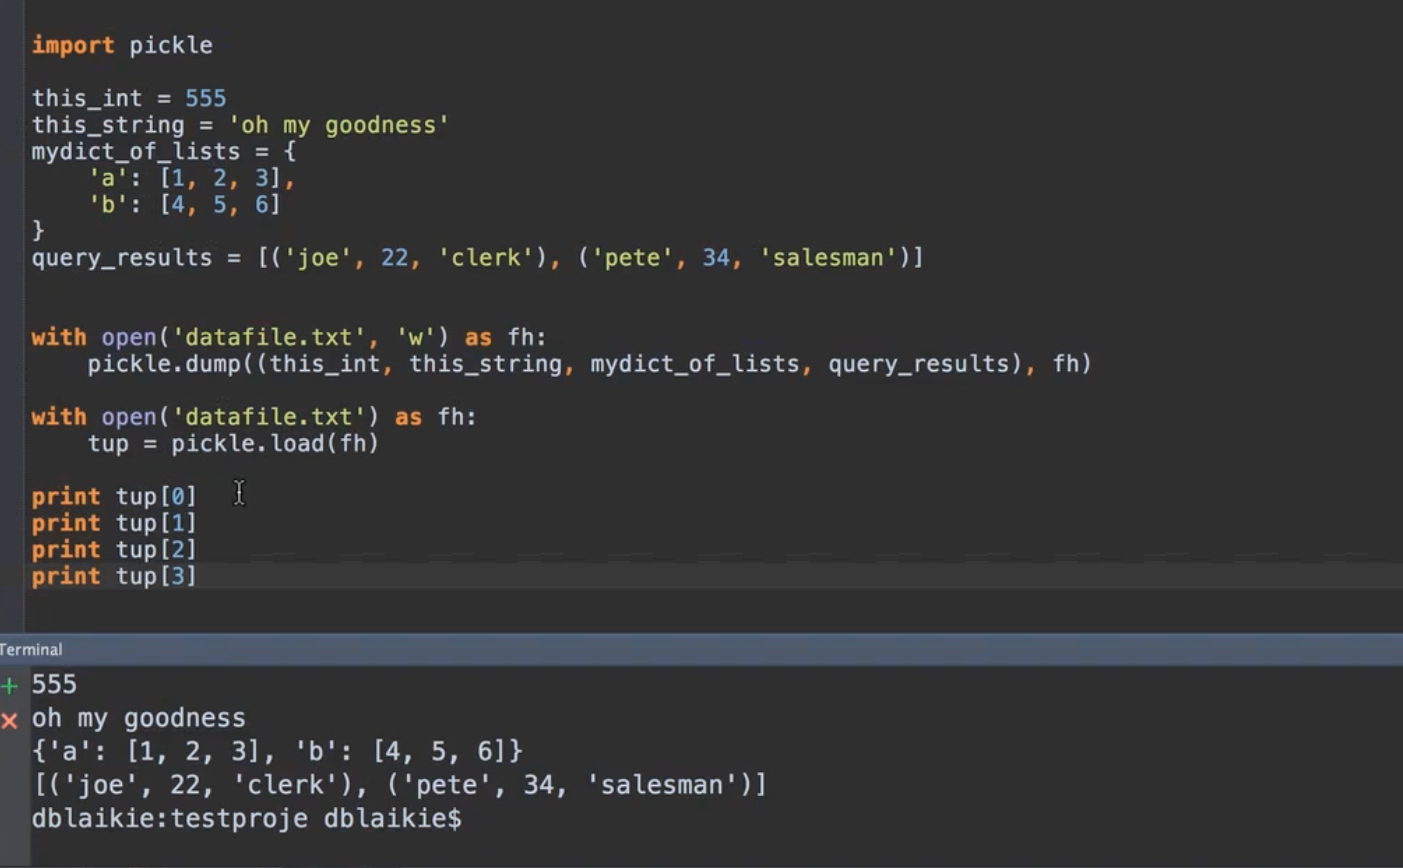 import pickle
this_int = 555
this_string = 'oh my goodness'
mydict_of_lists = {
    'a': [1, 2, 3],
    'b': [4, 5, 6]
}
query_results = [('joe', 22, 'clerk'), ('pete', 34, 'salesman')]
with open('datafile.txt', 'w') as fh:
    pickle.dump((this_int, this_string, mydict_of_lists, query_results), fh)
with open('datafile.txt') as fh:
    tup = pickle.load(fh)
print tup[0]
print tup[1]
print tup[2]
print tup[3]
Terminal
555
oh my goodness
{'a': [1, 2, 3], 'b': [4, 5, 6]}
[('joe', 22, 'clerk'), ('pete', 34, 'salesman')]
dblaikie:testproje dblaikie$